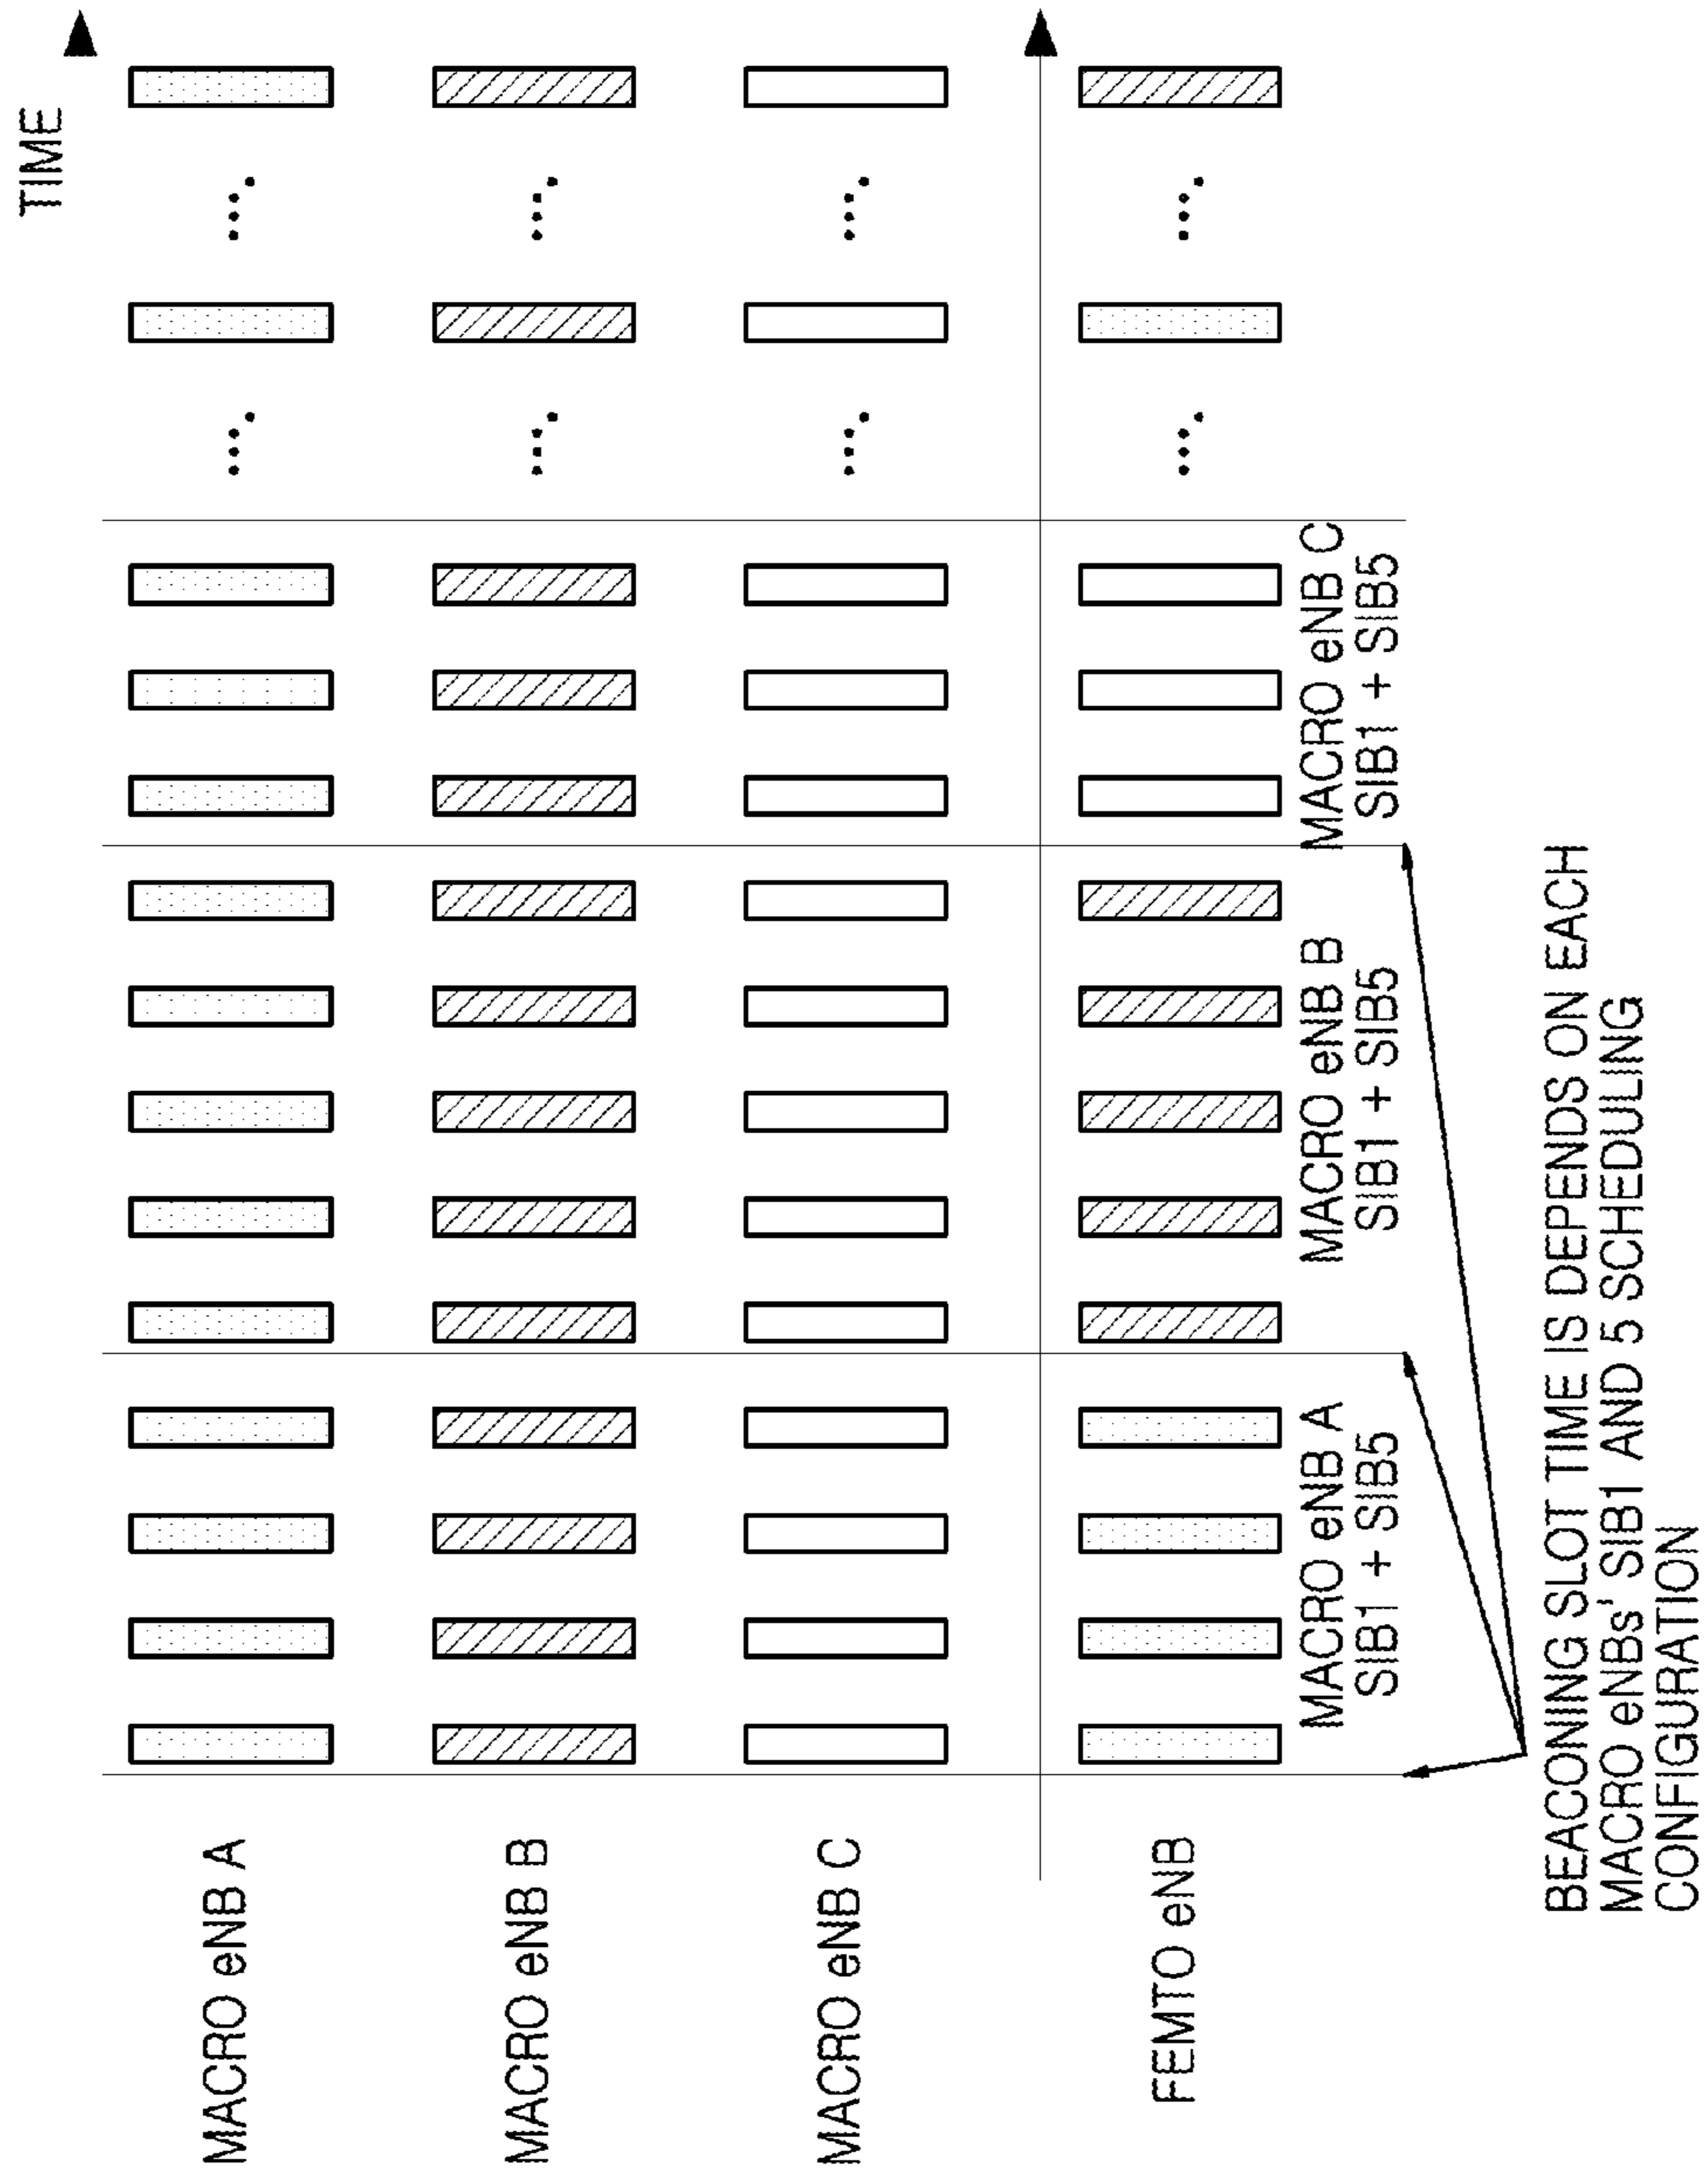 TIME
MACRO eNB A
MACRO eNB B
MACRO eNB C
FEMTO eNB
MACRO eNB A
SIB1 + SIB5
MACRO eNB B
SIB1 + SIB5
MACRO eNB C
SIB1 + SIB5
BEACONING SLOT TIME IS DEPENDS ON EACH
MACRO eNBs' SIB1 AND 5 SCHEDULING
CONFIGURATION